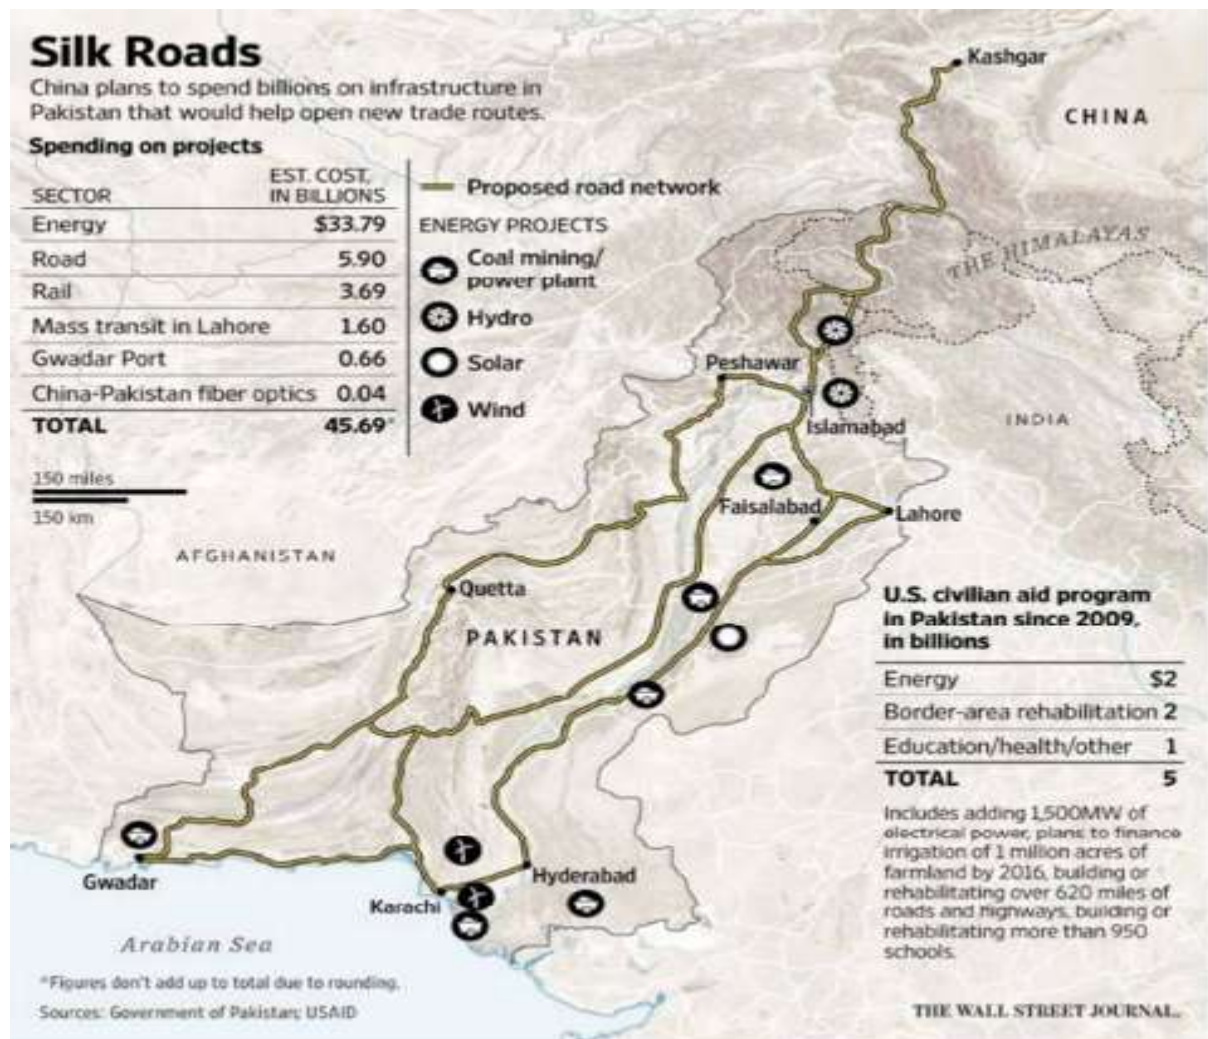 Silk Roads
China plans to spend billions on infrastructure in
Pakistan that would help open new trade routes.
Spending on projects
SECTOR
EST. COST,
IN BILLIONS
Energy $33.79
Road 5.90
Rail 3.69
Mass transit in Lahore 1.60
Gwadar Port 0.66
China-Pakistan fiber optics 0.04
TOTAL 45.69*
150 miles
150 km
Proposed road network
ENERGY PROJECTS
Coal mining/
power plant
Hydro
Solar
Wind
Kashgar
CHINA
THE HIMALAYAS
Peshawar
Islamabad
INDIA
Faisalabad
Lahore
AFGHANISTAN
Quetta
PAKISTAN
Gwadar
Karachi
Hyderabad
Arabian Sea
U.S. civilian aid program
in Pakistan since 2009,
in billions
Energy $2
Border-area rehabilitation 2
Education/health/other 1
TOTAL 5
Includes adding 1,500MW of
electrical power, plans to finance
irrigation of 1 million acres of
farmland by 2016, building or
rehabilitating over 620 miles of
roads and highways, building or
rehabilitating more than 950
schools.
*Figures don't add up to total due to rounding.
Sources: Government of Pakistan; USAID
THE WALL STREET JOURNAL.